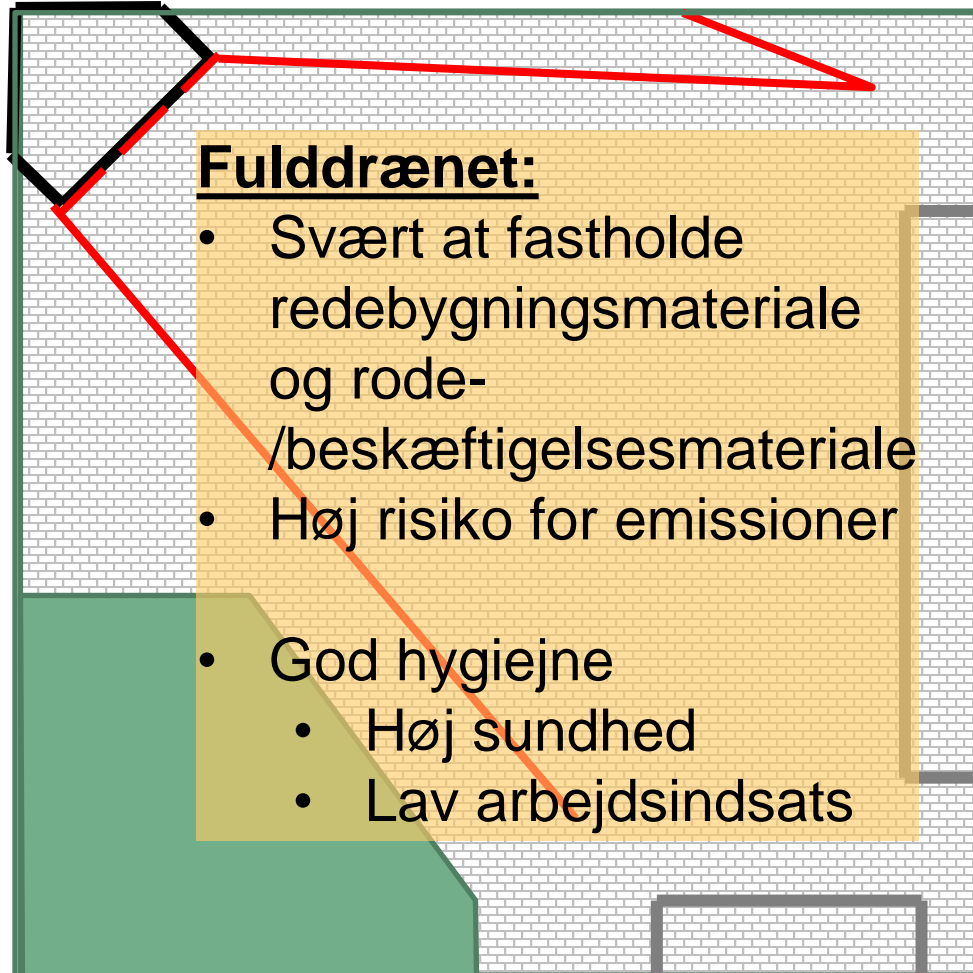 Fulddrænet:
• Svært at fastholde
redebygningsmateriale
og rode-
/beskæftigelsesmateriale
• Høj risiko for emissioner
• God hygiejne
• Høj sundhed
• Lav arbejdsindsats